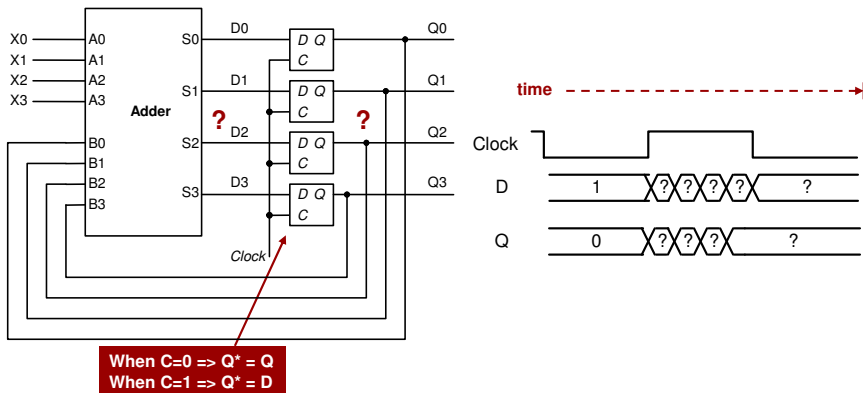 D0 Q0
X0 A0 S0 D Q
X1 A1 C
X2 A2 D1 Q1
X3 A3 S1 D Q
Adder ? C ?
D2 Q2
B0 S2 D Q
B1 C
B2 D3 Q3
B3 S3 D Q
C
Clock
When C=0 => Q* = Q
When C=1 => Q* = D
time
Clock
D 1 ? ? ? ? ?
Q 0 ? ? ? ?